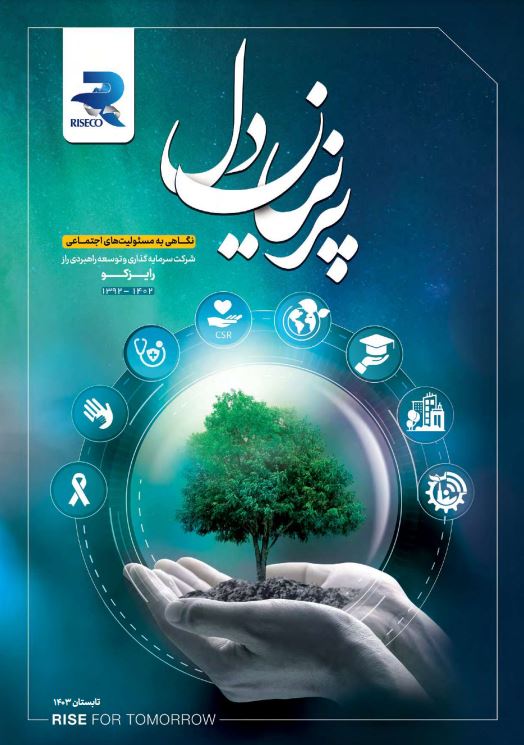 RISECO
پرنیان دل
نگاهی به مسئولیت‌های اجتماعی
شرکت سرمایه گذاری و توسعه راهبردی راز
رایزکو
۱۳۹۲ - ۱۴۰۲
CSR
تابستان ۱۴۰۳
RISE FOR TOMORROW